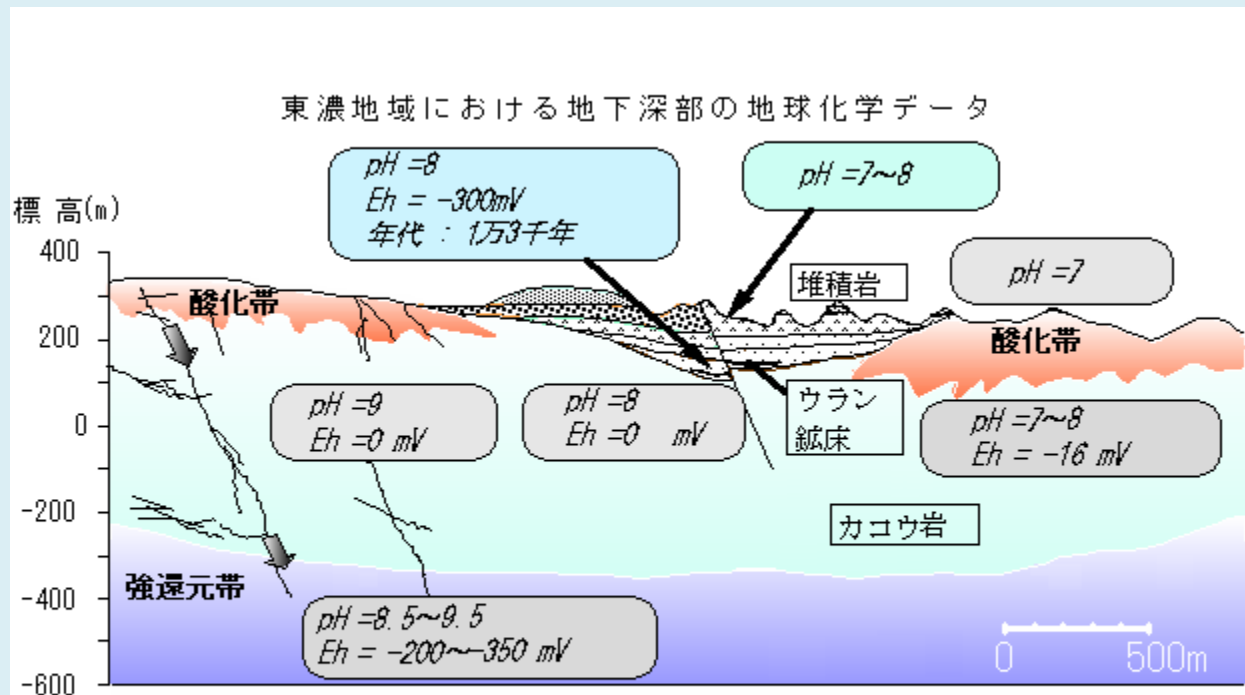 東濃地域における地下深部の地球化学データ
pH =8
Eh = -300mV
年代 : 1万3千年
pH =7~8
標 高(m)
400
200
0
-200
-400
-600
pH =7
堆積岩
酸化帯
酸化帯
ウラン
鉱床
pH =9
Eh =0 mV
pH =8
Eh =0 mV
pH =7~8
Eh = -16 mV
カコウ岩
強還元帯
pH =8.5~9.5
Eh = -200~-350 mV
0 500m